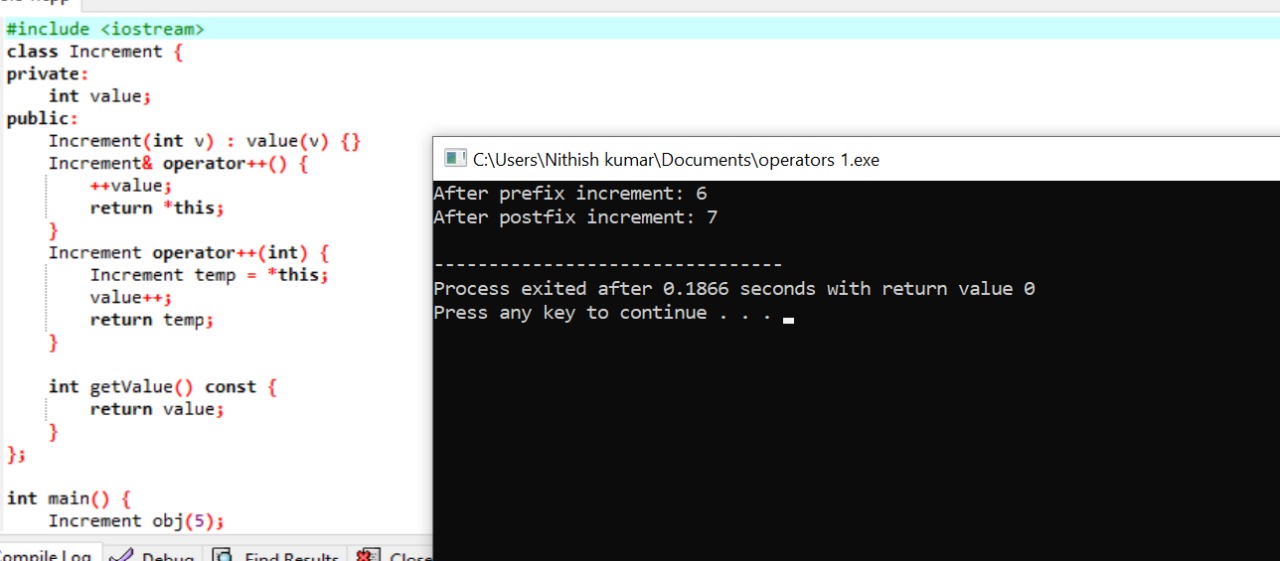 #include <iostream>
class Increment {
private:
    int value;
public:
    Increment(int v) : value(v) {}
    Increment& operator++() {
        ++value;
        return *this;
    }
    Increment operator++(int) {
        Increment temp = *this;
        value++;
        return temp;
    }
    int getValue() const {
        return value;
    }
};
int main() {
    Increment obj(5);
C:\Users\Nithish kumar\Documents\operators 1.exe
After prefix increment: 6
After postfix increment: 7
--------------------------------
Process exited after 0.1866 seconds with return value 0
Press any key to continue . . .
Compile Log Debug Find Results Close